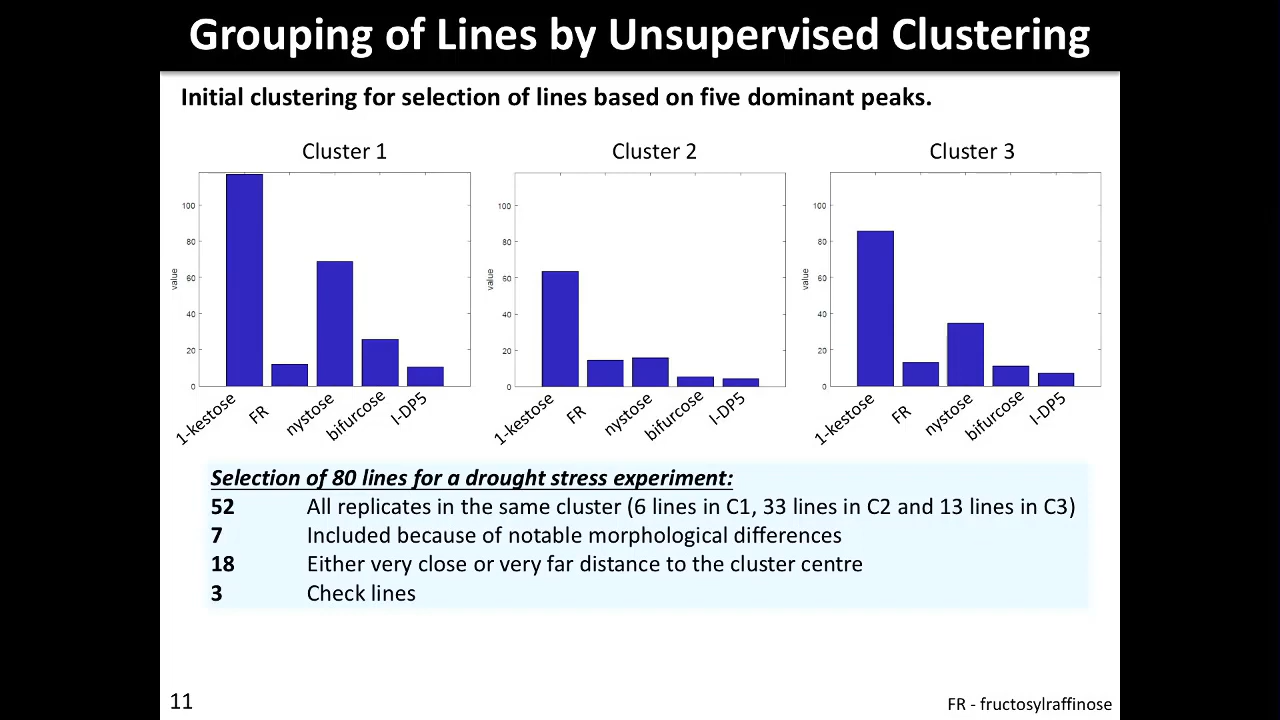 Grouping of Lines by Unsupervised Clustering
Initial clustering for selection of lines based on five dominant peaks.
Cluster 1
value
100
80
60
40
20
0
1-kestose
FR
nystose
bifurcose
I-DP5
Cluster 2
value
100
80
60
40
20
0
1-kestose
FR
nystose
bifurcose
I-DP5
Cluster 3
value
100
80
60
40
20
0
1-kestose
FR
nystose
bifurcose
I-DP5
Selection of 80 lines for a drought stress experiment:
52 All replicates in the same cluster (6 lines in C1, 33 lines in C2 and 13 lines in C3)
7 Included because of notable morphological differences
18 Either very close or very far distance to the cluster centre
3 Check lines
11
FR - fructosylraffinose